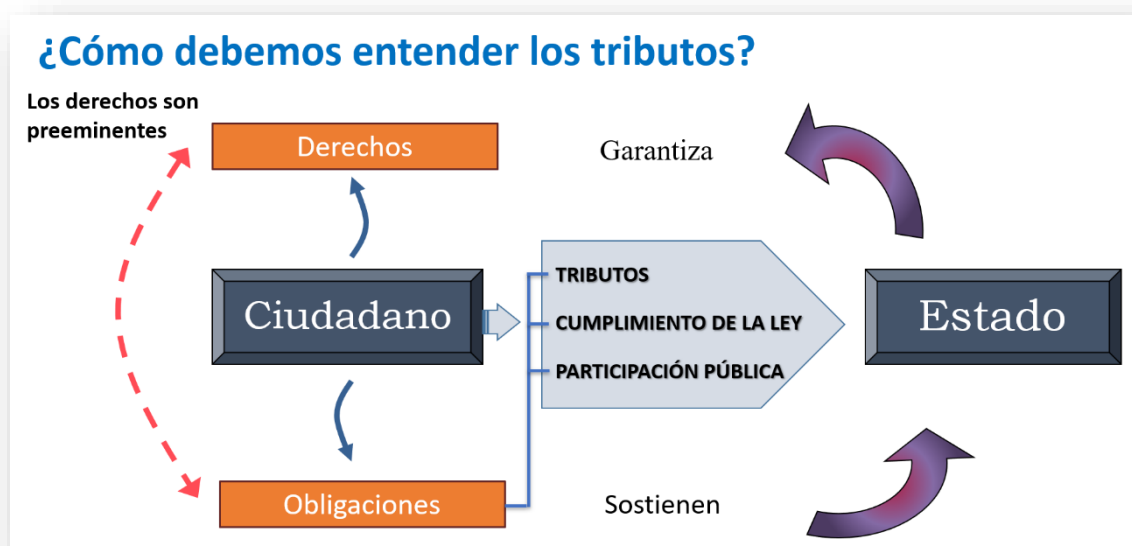 ¿Cómo debemos entender los tributos?
Los derechos son
preeminentes
Derechos
Garantiza
Ciudadano
TRIBUTOS
CUMPLIMIENTO DE LA LEY
PARTICIPACIÓN PÚBLICA
Estado
Obligaciones
Sostienen